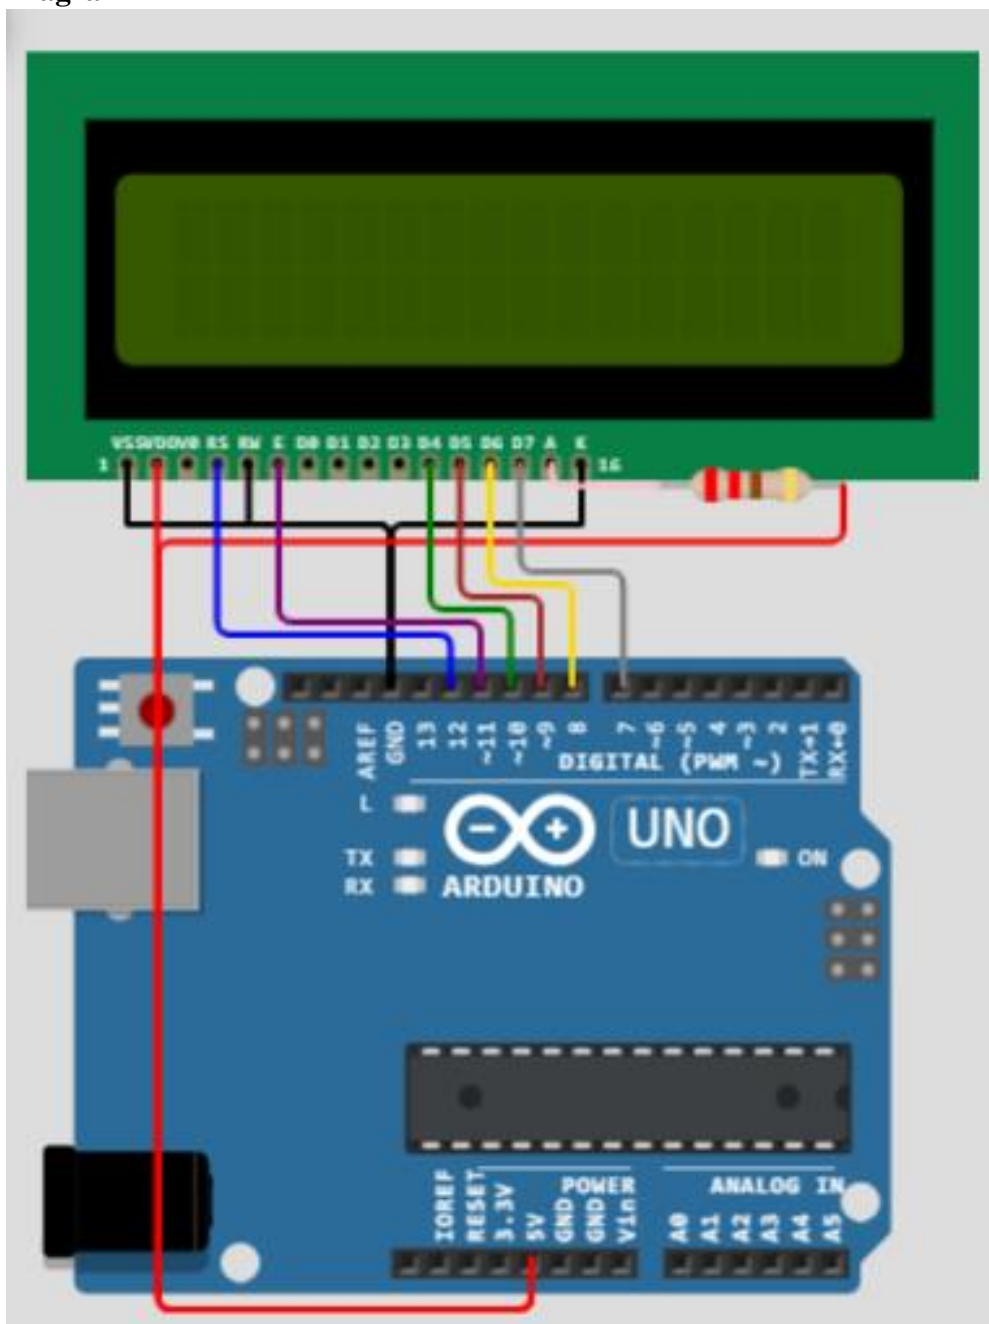 VSS VDD V0 RS RW E D0 D1 D2 D3 D4 D5 D6 D7 A K
1 16
AREF GND 13 12 ~11 ~10 ~9 8 7 ~6 ~5 4 ~3 2 TX→1 RX←0
DIGITAL (PWM ~)
L
UNO
TX
ON
RX
ARDUINO
IOREF RESET 3.3V 5V GND GND Vin
POWER
ANALOG IN
A0 A1 A2 A3 A4 A5